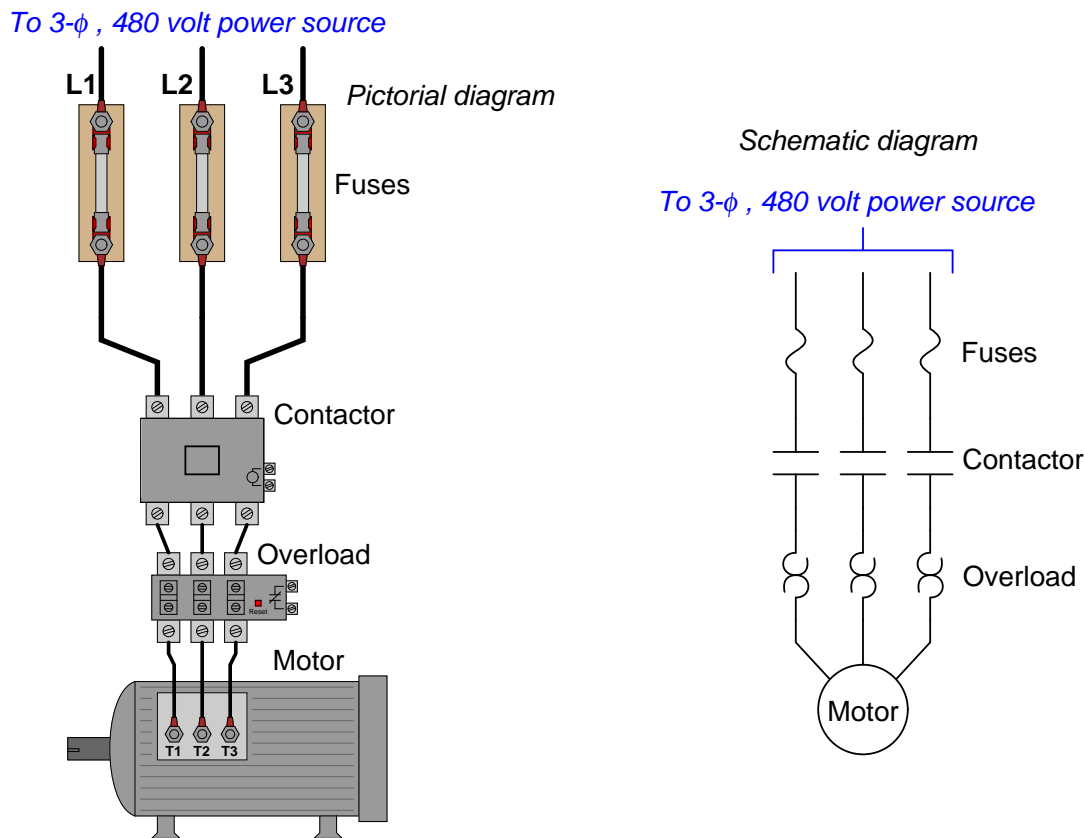 To 3-ϕ , 480 volt power source
L1 L2 L3
Pictorial diagram
Fuses
Contactor
Overload
Reset
Motor
T1 T2 T3
Schematic diagram
To 3-ϕ , 480 volt power source
Fuses
Contactor
Overload
Motor